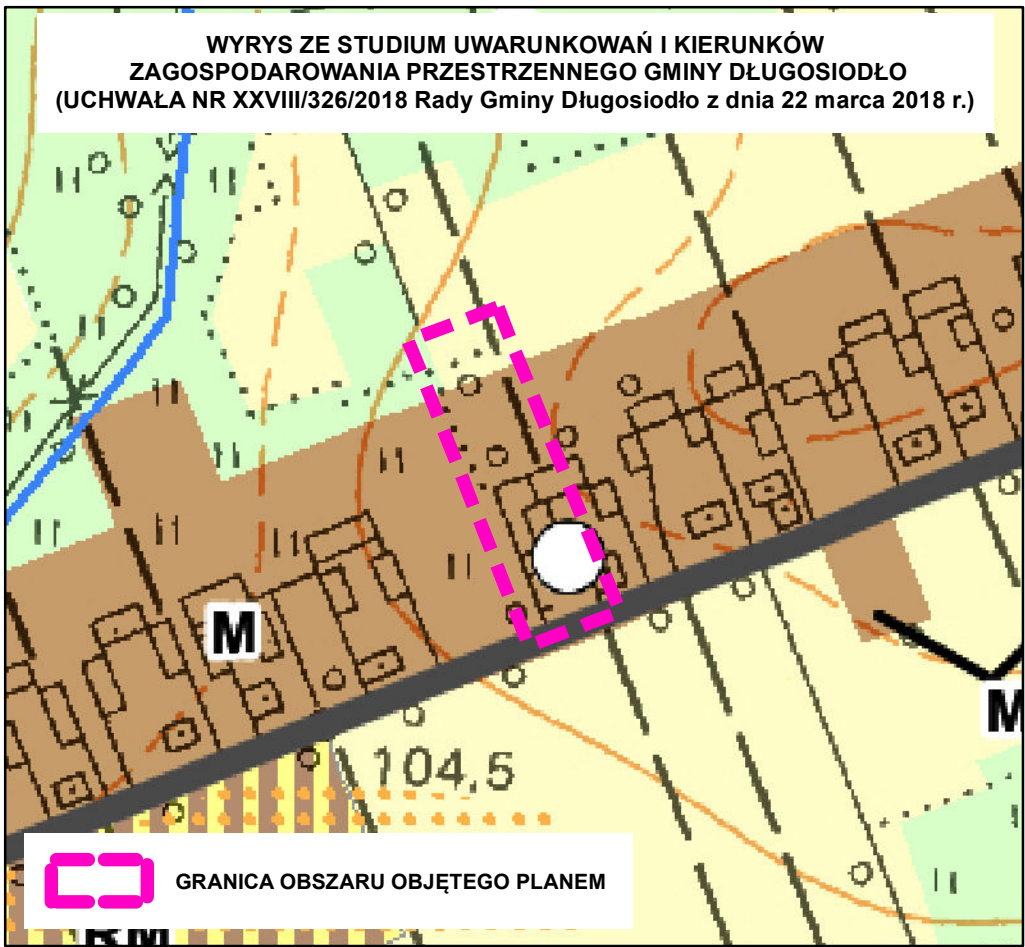 WYRYS ZE STUDIUM UWARUNKOWAŃ I KIERUNKÓW
ZAGOSPODAROWANIA PRZESTRZENNEGO GMINY DŁUGOSIODŁO
(UCHWAŁA NR XXVIII/326/2018 Rady Gminy Długosiodło z dnia 22 marca 2018 r.)
M
M
104,5
GRANICA OBSZARU OBJĘTEGO PLANEM
RM